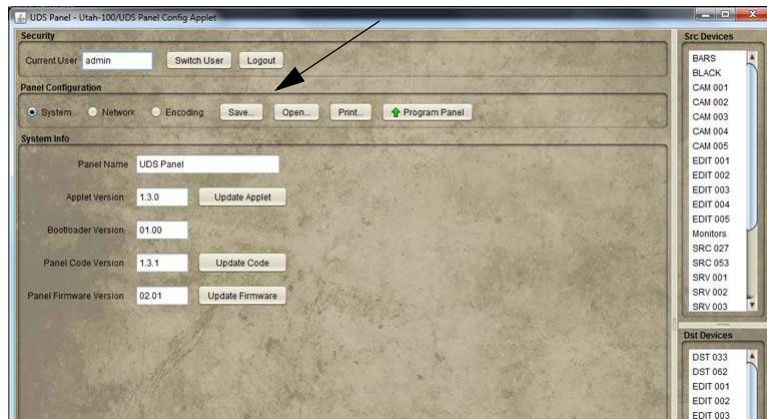 UDS Panel - Utah-100/UDS Panel Config Applet
Security
Current User admin Switch User Logout
Panel Configuration
System Network Encoding Save... Open... Print... Program Panel
System Info
Panel Name UDS Panel
Applet Version 1.3.0 Update Applet
Bootloader Version 01.00
Panel Code Version 1.3.1 Update Code
Panel Firmware Version 02.01 Update Firmware
Src Devices
BARS
BLACK
CAM 001
CAM 002
CAM 003
CAM 004
CAM 005
EDIT 001
EDIT 002
EDIT 003
EDIT 004
EDIT 005
Monitors
SRC 027
SRC 053
SRV 001
SRV 002
SRV 003
Dst Devices
DST 033
DST 062
EDIT 001
EDIT 002
EDIT 003